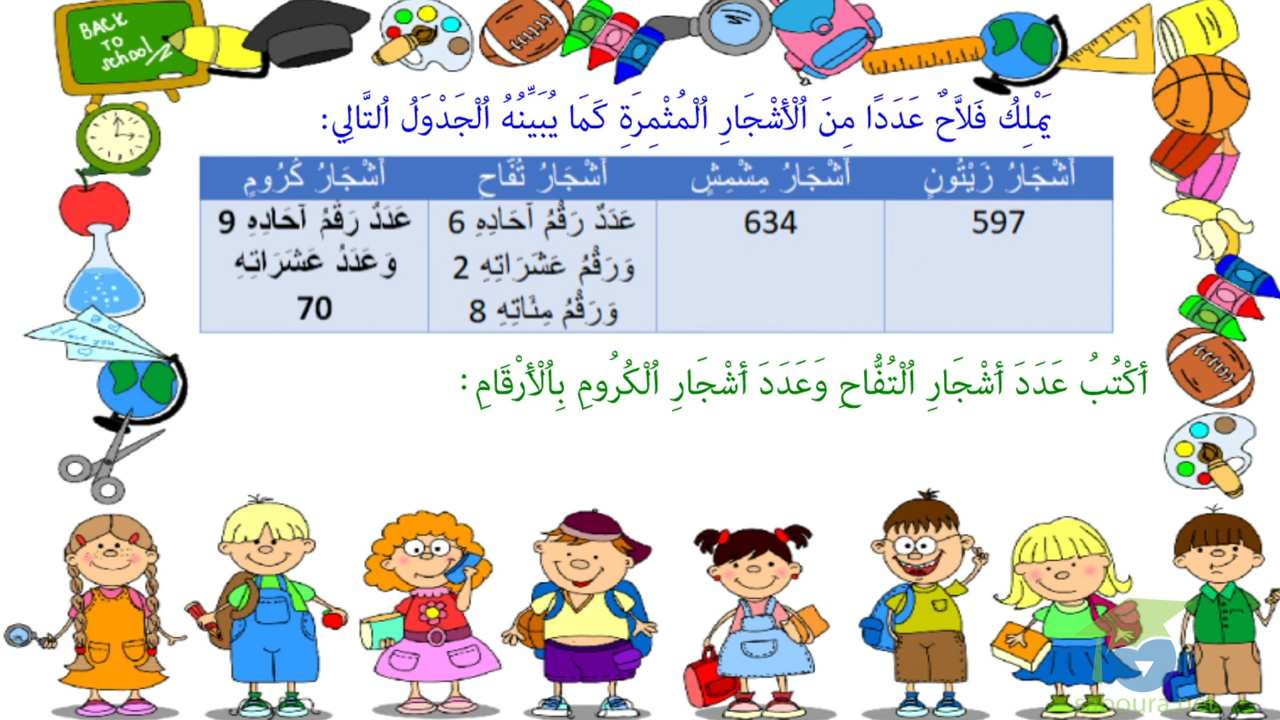 BACK
TO
school
يَمْلِكُ فَلاَّحٌ عَدَدًا مِنَ ٱلْأَشْجَارِ ٱلْمُثْمِرَةِ كَمَا يُبَيِّنُهُ ٱلْجَدْوَلُ ٱلتَّالِي:
أَشْجَارُ زَيْتُونٍ
أَشْجَارُ مِشْمِشٍ
أَشْجَارُ تُفَاحٍ
أَشْجَارُ كُرُومٍ
597
634
عَدَدٌ رَقْمُ آحَادِهِ 6
وَرَقْمُ عَشَرَاتِهِ 2
وَرَقْمُ مِئَاتِهِ 8
عَدَدٌ رَقْمُ آحَادِهِ 9
وَعَدَدُ عَشَرَاتِهِ
70
أَكْتُبُ عَدَدَ أَشْجَارِ ٱلْتُفُّاحِ وَعَدَدَ أَشْجَارِ ٱلْكُرُومِ بِٱلْأَرْقَامِ: